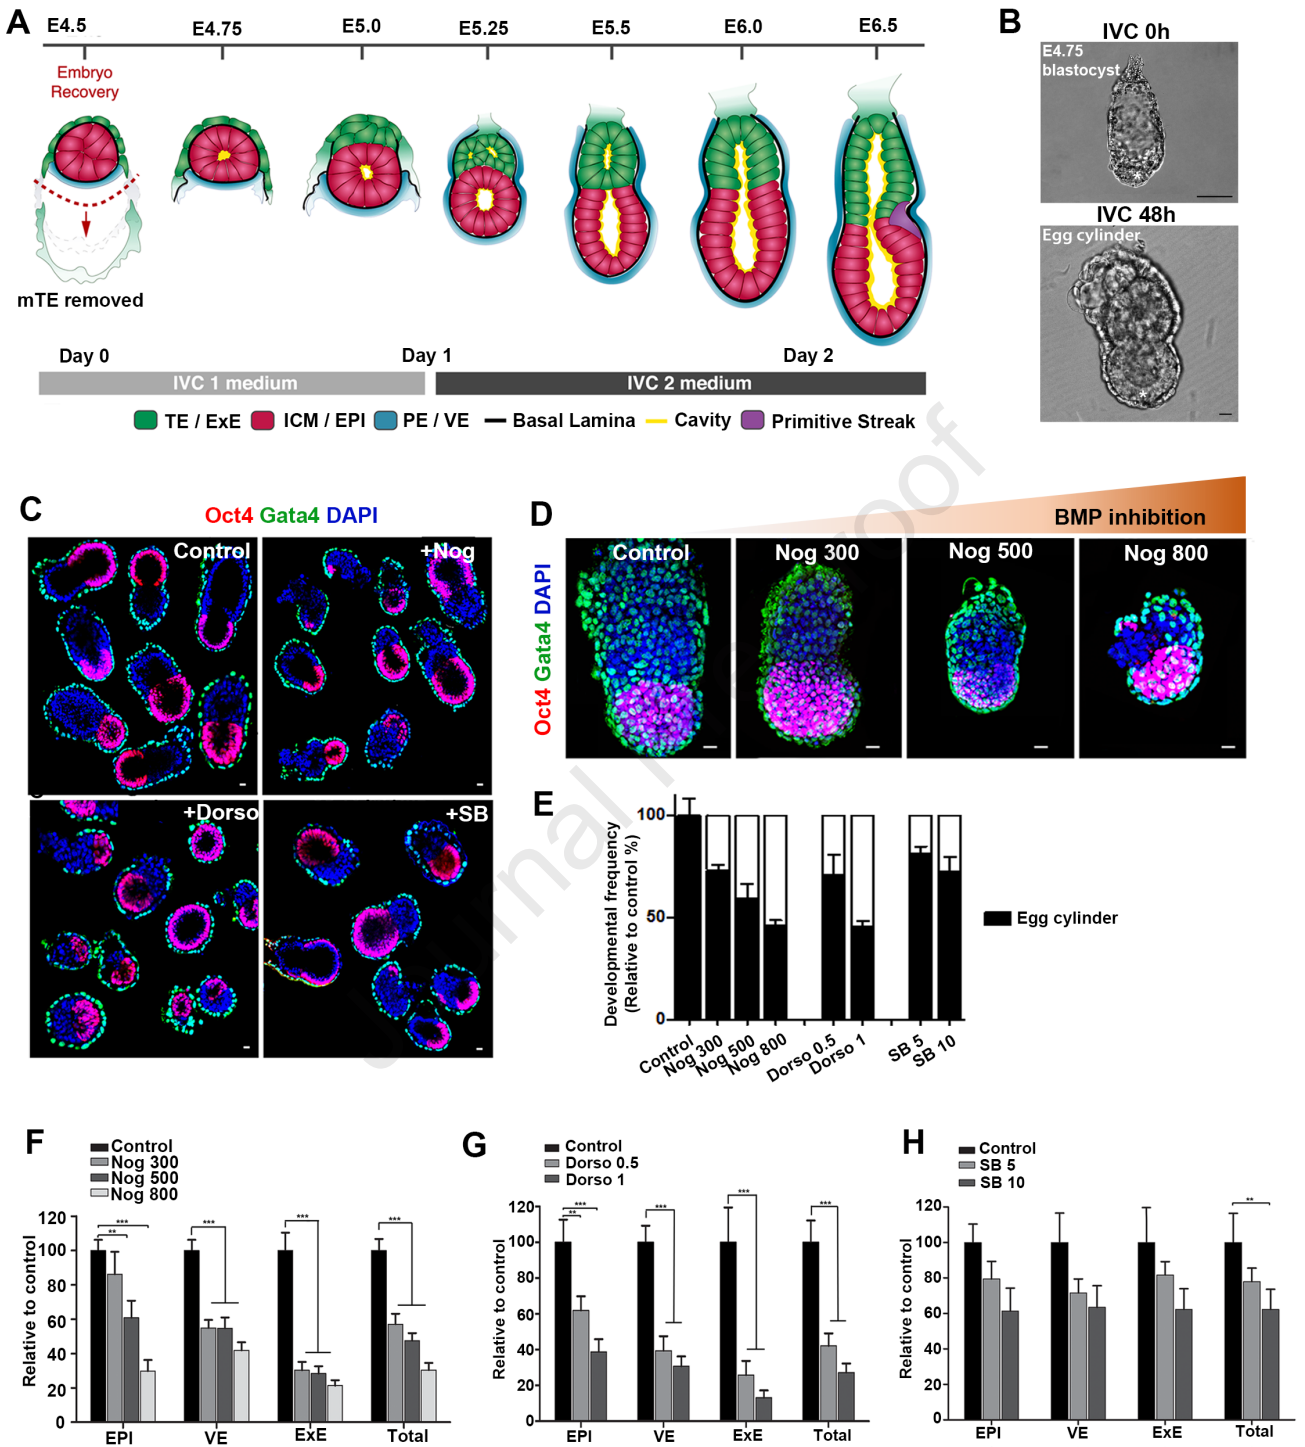 A
E4.5 E4.75 E5.0 E5.25 E5.5 E6.0 E6.5
Embryo
Recovery
mTE removed
Day 0 Day 1 Day 2
IVC 1 medium IVC 2 medium
TE / ExE ICM / EPI PE / VE Basal Lamina Cavity Primitive Streak
B
IVC 0h
E4.75
blastocyst
*
IVC 48h
Egg cylinder
*
C
Oct4 Gata4 DAPI
Control +Nog
+Dorso +SB
D
BMP inhibition
Oct4 Gata4 DAPI
Control Nog 300 Nog 500 Nog 800
E
Developmental frequency
(Relative to control %)
100
50
0
Control Nog 300 Nog 500 Nog 800 Dorso 0.5 Dorso 1 SB 5 SB 10
Egg cylinder
F
Control
Nog 300
Nog 500
Nog 800
Relative to control
120
100
80
60
40
20
0
** *** *** *** ***
EPI VE ExE Total
G
Control
Dorso 0.5
Dorso 1
Relative to control
120
100
80
60
40
20
0
** *** *** *** ***
EPI VE ExE Total
H
Control
SB 5
SB 10
Relative to control
120
100
80
60
40
20
0
**
EPI VE ExE Total